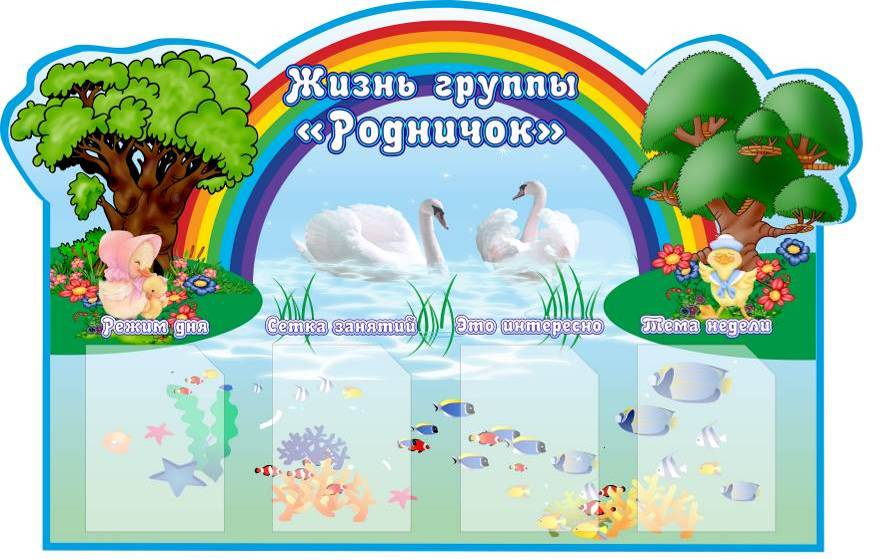 Жизнь группы
«Родничок»
Режим дня
Сетка занятий
Это интересно
Тема недели